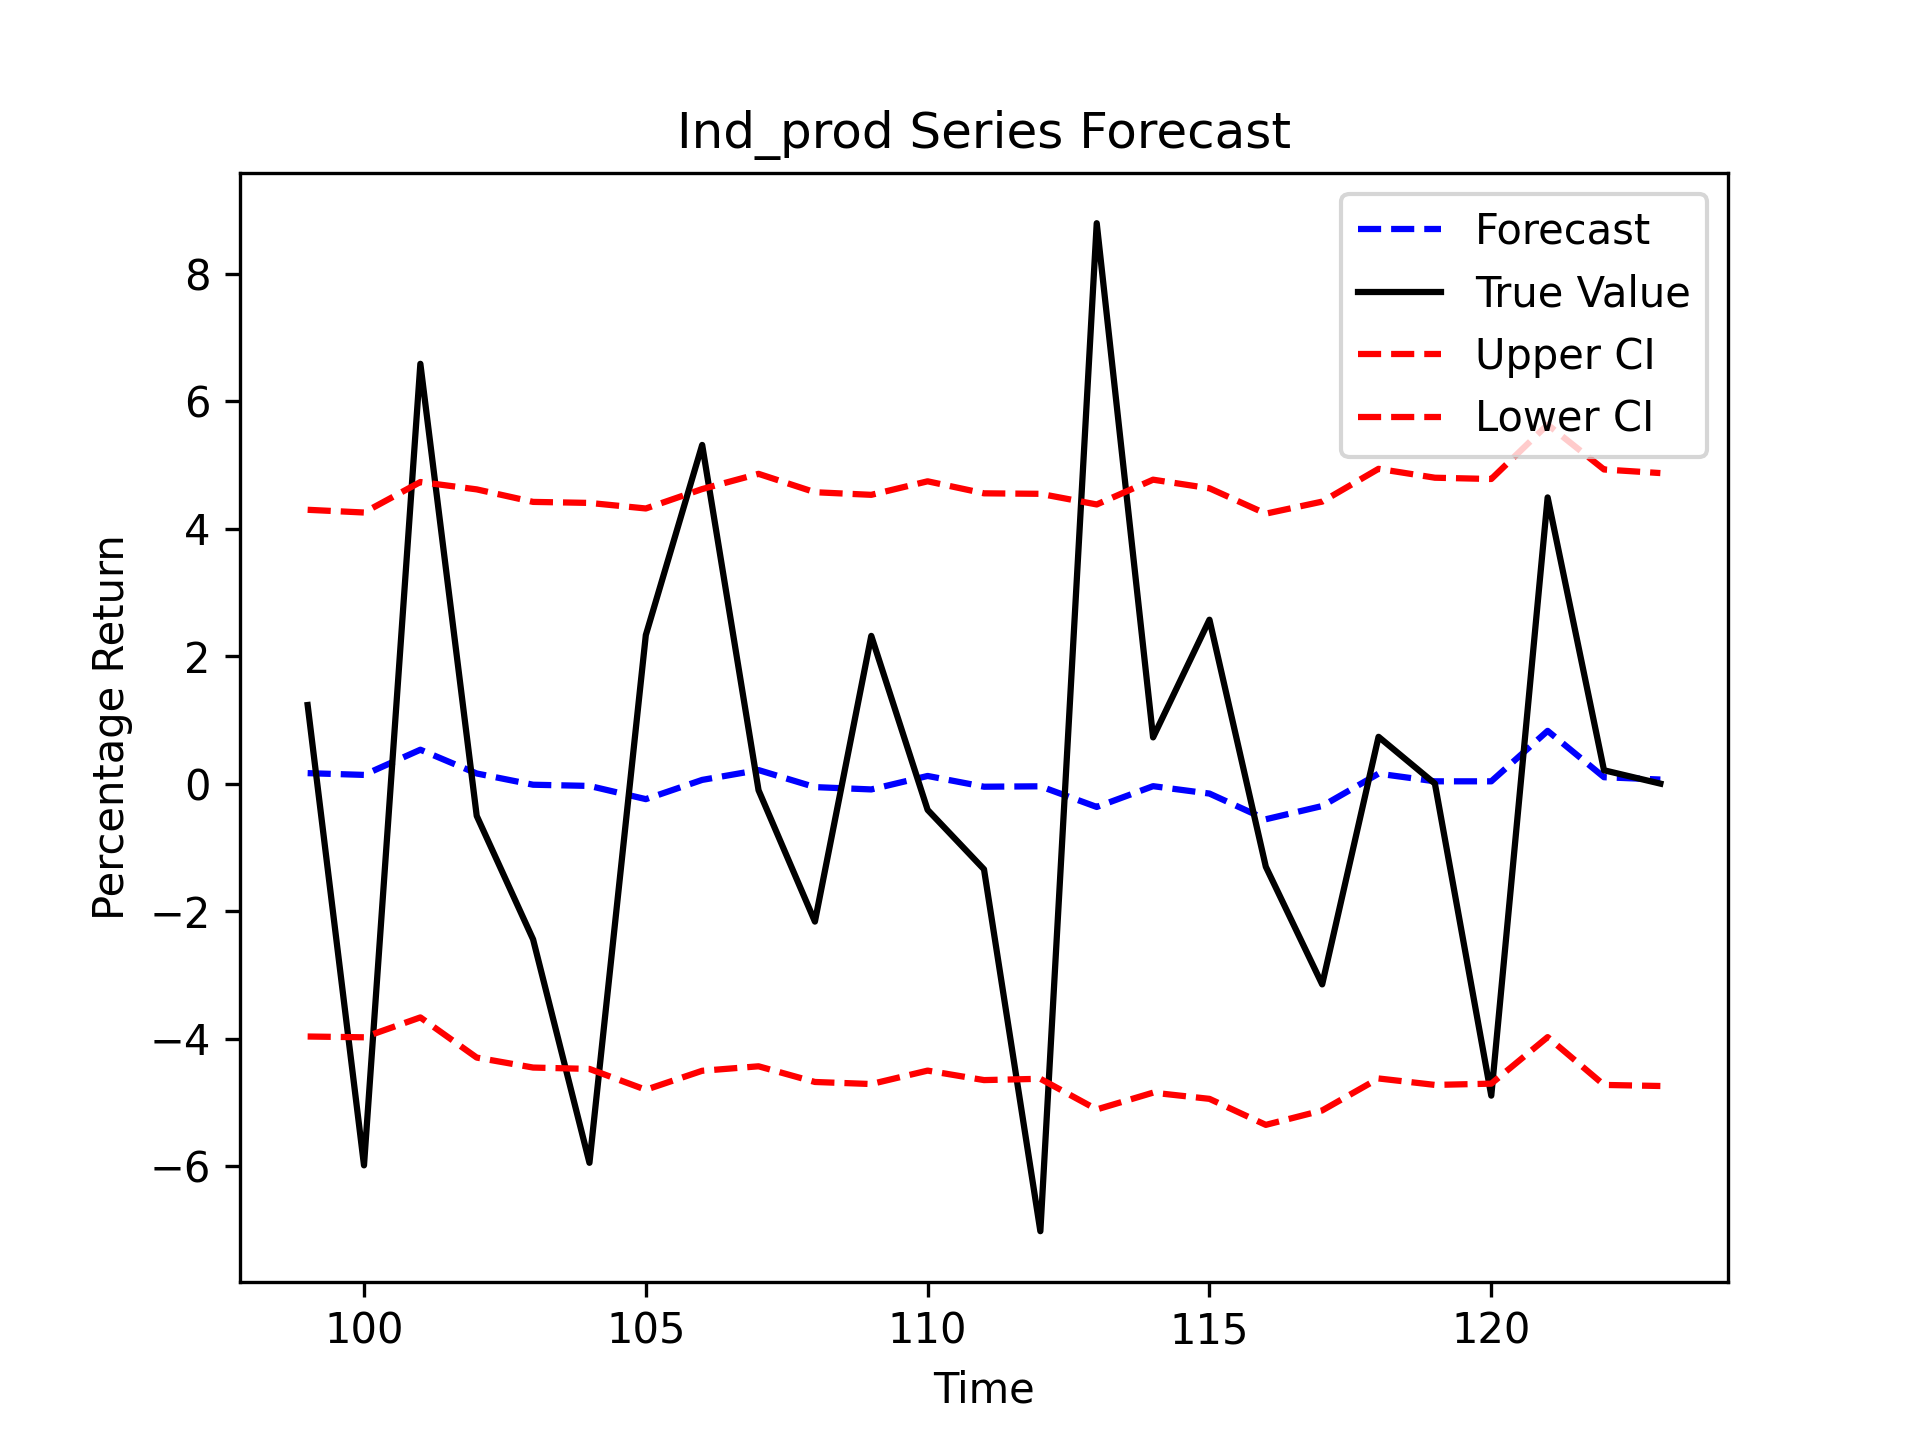 Ind_prod Series Forecast
Forecast
True Value
Upper CI
Lower CI
Percentage Return
8
6
4
2
0
−2
−4
−6
100 105 110 115 120
Time